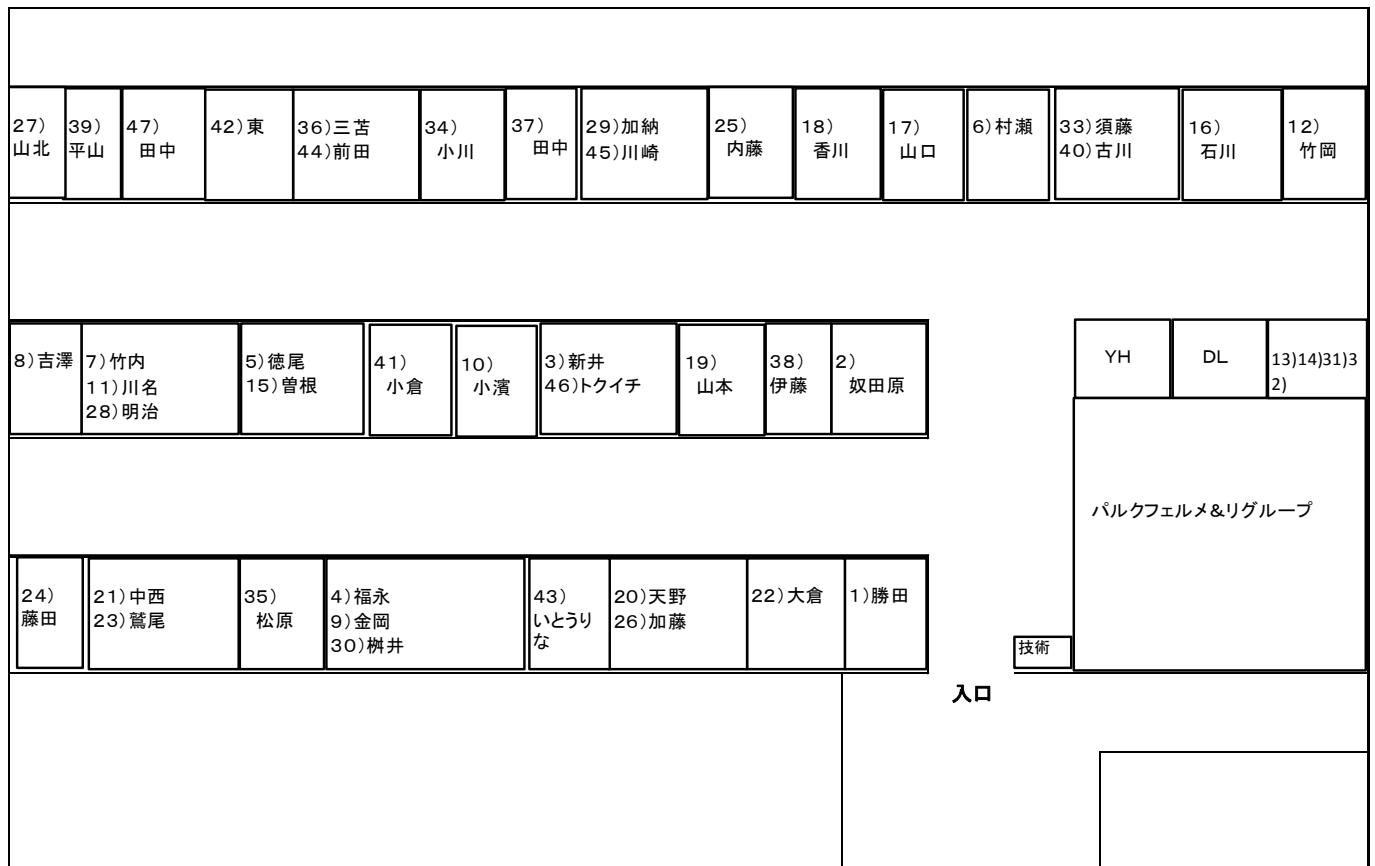 27)
山北
39)
平山
47)
田中
42)東
36)三苫
44)前田
34)
小川
37)
田中
29)加納
45)川崎
25)
内藤
18)
香川
17)
山口
6)村瀬
33)須藤
40)古川
16)
石川
12)
竹岡
8)吉澤
7)竹内
11)川名
28)明治
5)徳尾
15)曽根
41)
小倉
10)
小濱
3)新井
46)トクイチ
19)
山本
38)
伊藤
2)
奴田原
YH
DL
13)14)31)3
2)
パルクフェルメ&リグループ
24)
藤田
21)中西
23)鷲尾
35)
松原
4)福永
9)金岡
30)桝井
43)
いとうり
な
20)天野
26)加藤
22)大倉
1)勝田
技術
入口